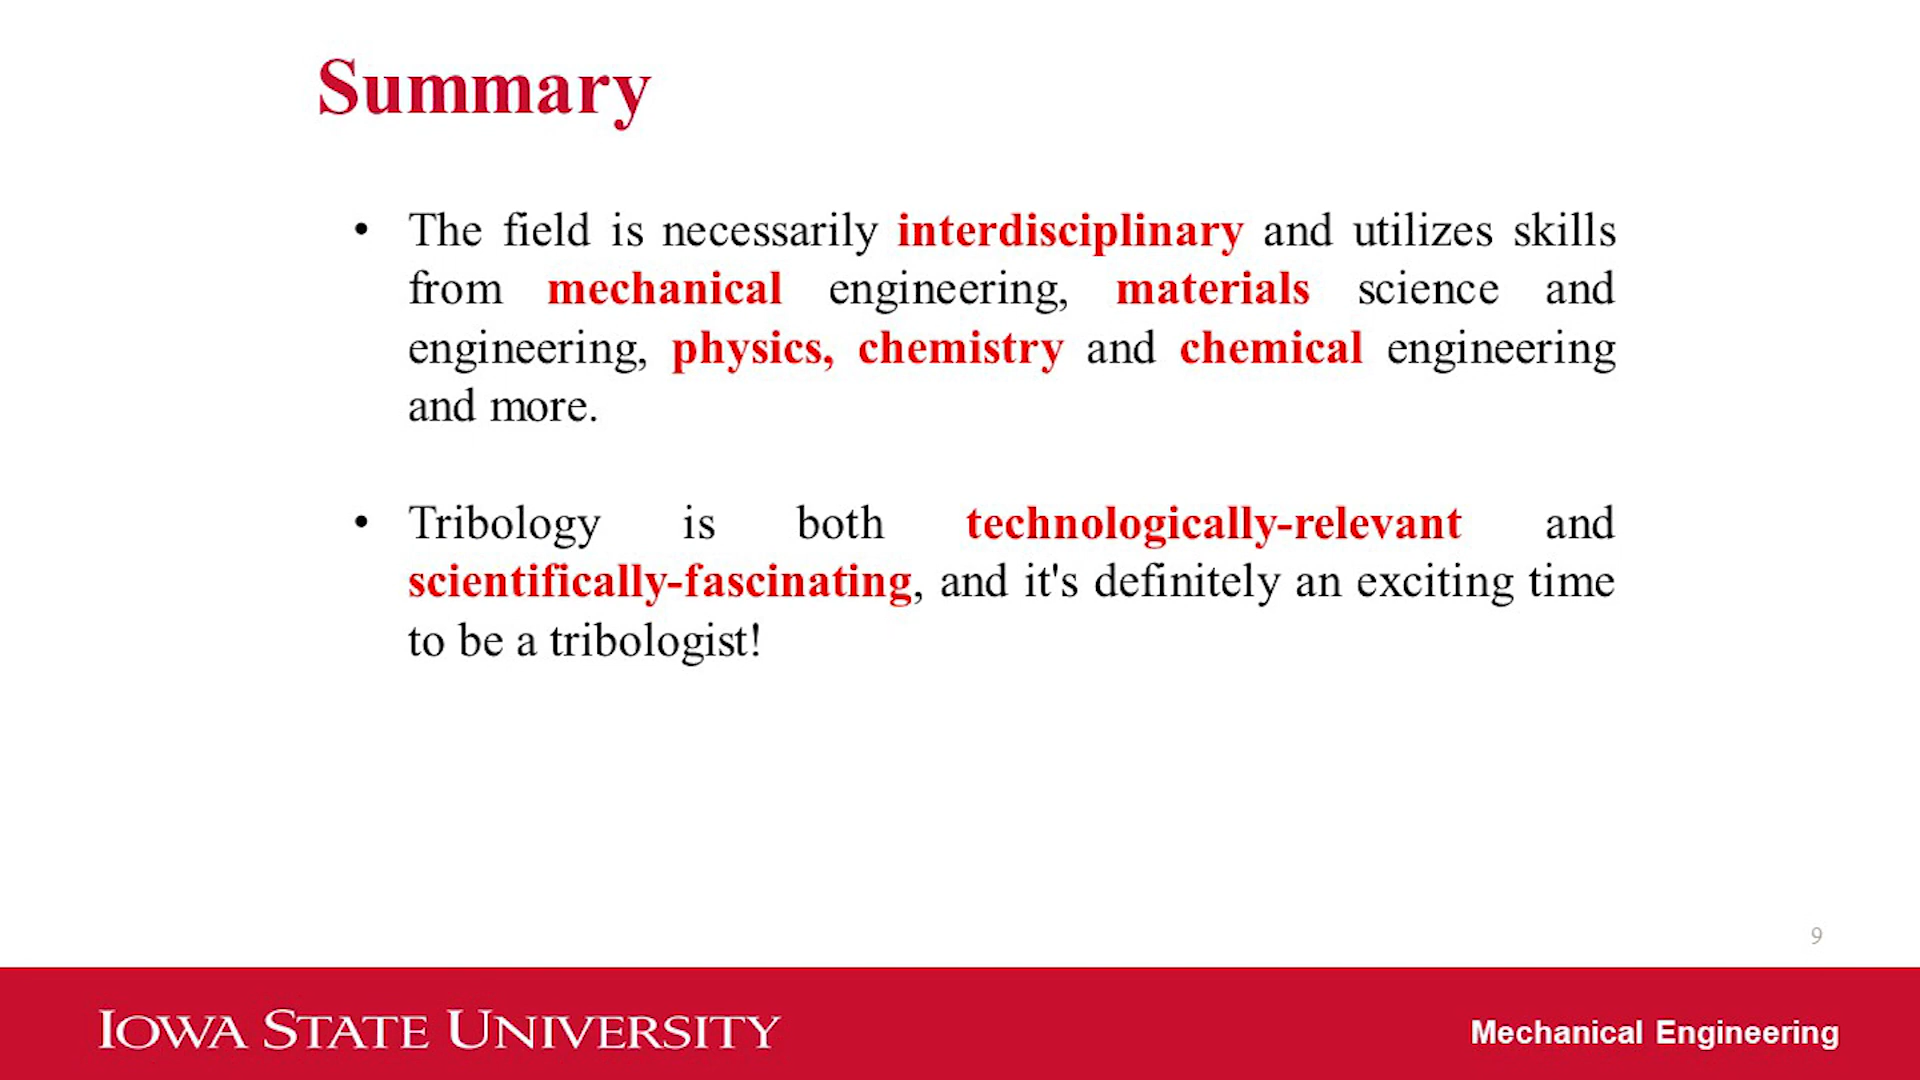 Summary
• The field is necessarily interdisciplinary and utilizes skills
from mechanical engineering, materials science and
engineering, physics, chemistry and chemical engineering
and more.
• Tribology is both technologically-relevant and
scientifically-fascinating, and it's definitely an exciting time
to be a tribologist!
9
IOWA STATE UNIVERSITY
Mechanical Engineering